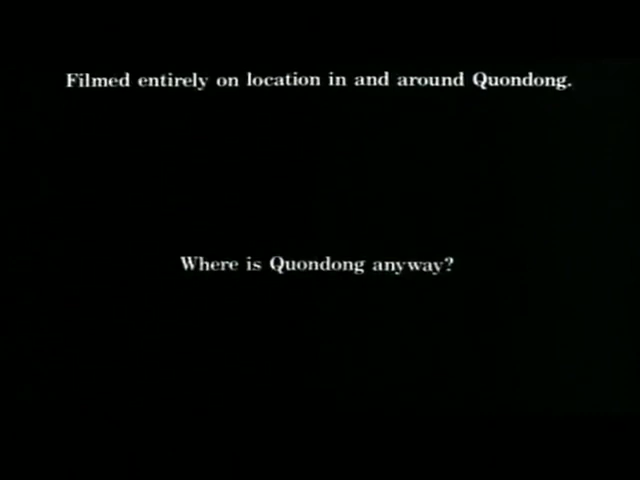 Filmed entirely on location in and around Quondong.
Where is Quondong anyway?